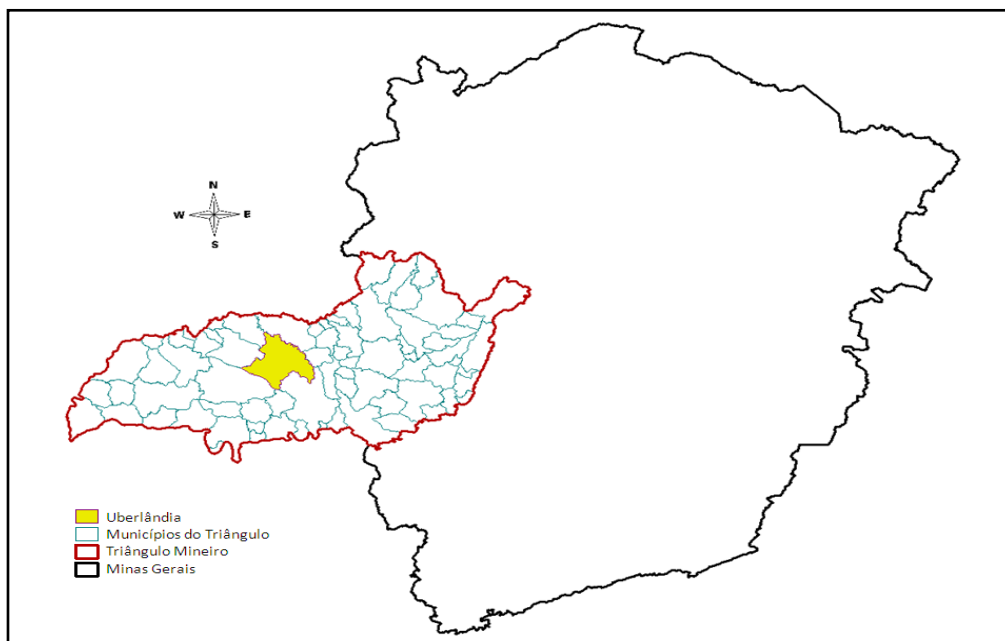 N
W E
S
Uberlândia
Municípios do Triângulo
Triângulo Mineiro
Minas Gerais